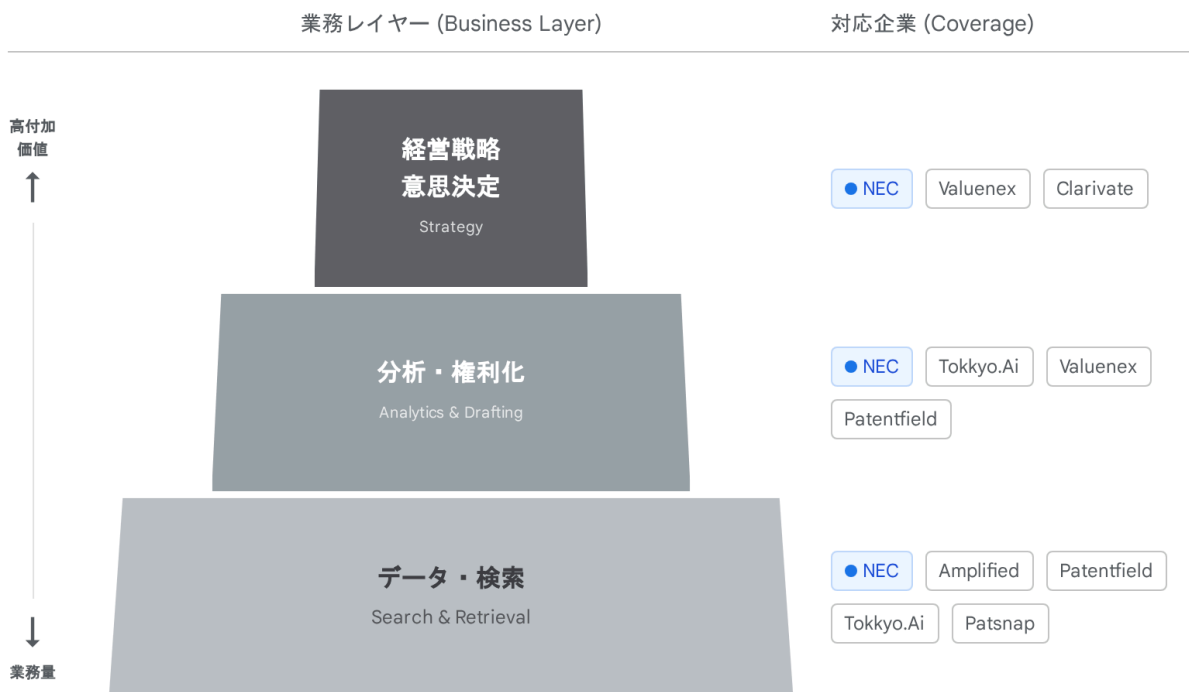 業務レイヤー (Business Layer)
対応企業 (Coverage)
高付加
価値
経営戦略
意思決定
Strategy
NEC
Valuenex
Clarivate
分析・権利化
Analytics & Drafting
NEC
Tokkyo.Ai
Valuenex
Patentfield
データ・検索
Search & Retrieval
NEC
Amplified
Patentfield
Tokkyo.Ai
Patsnap
業務量